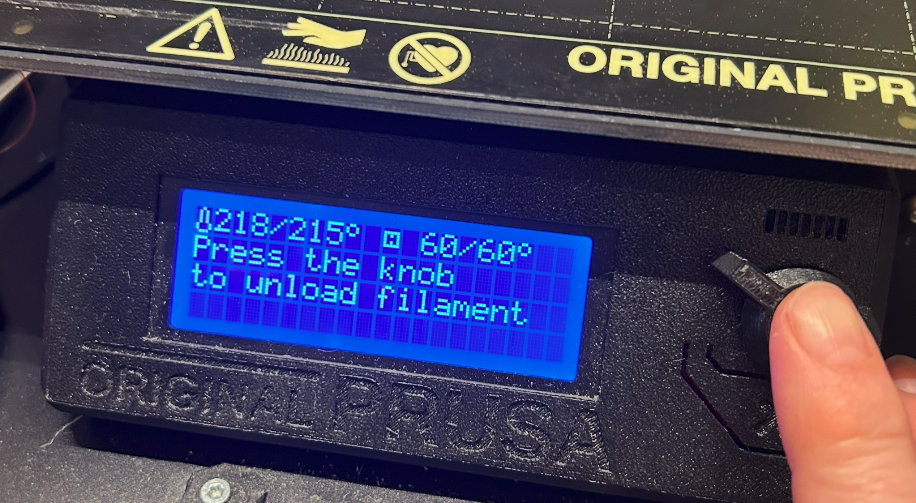 ORIGINAL PR
218/215° 60/60°
Press the knob
to unload filament
ORIGINAL PRUSA